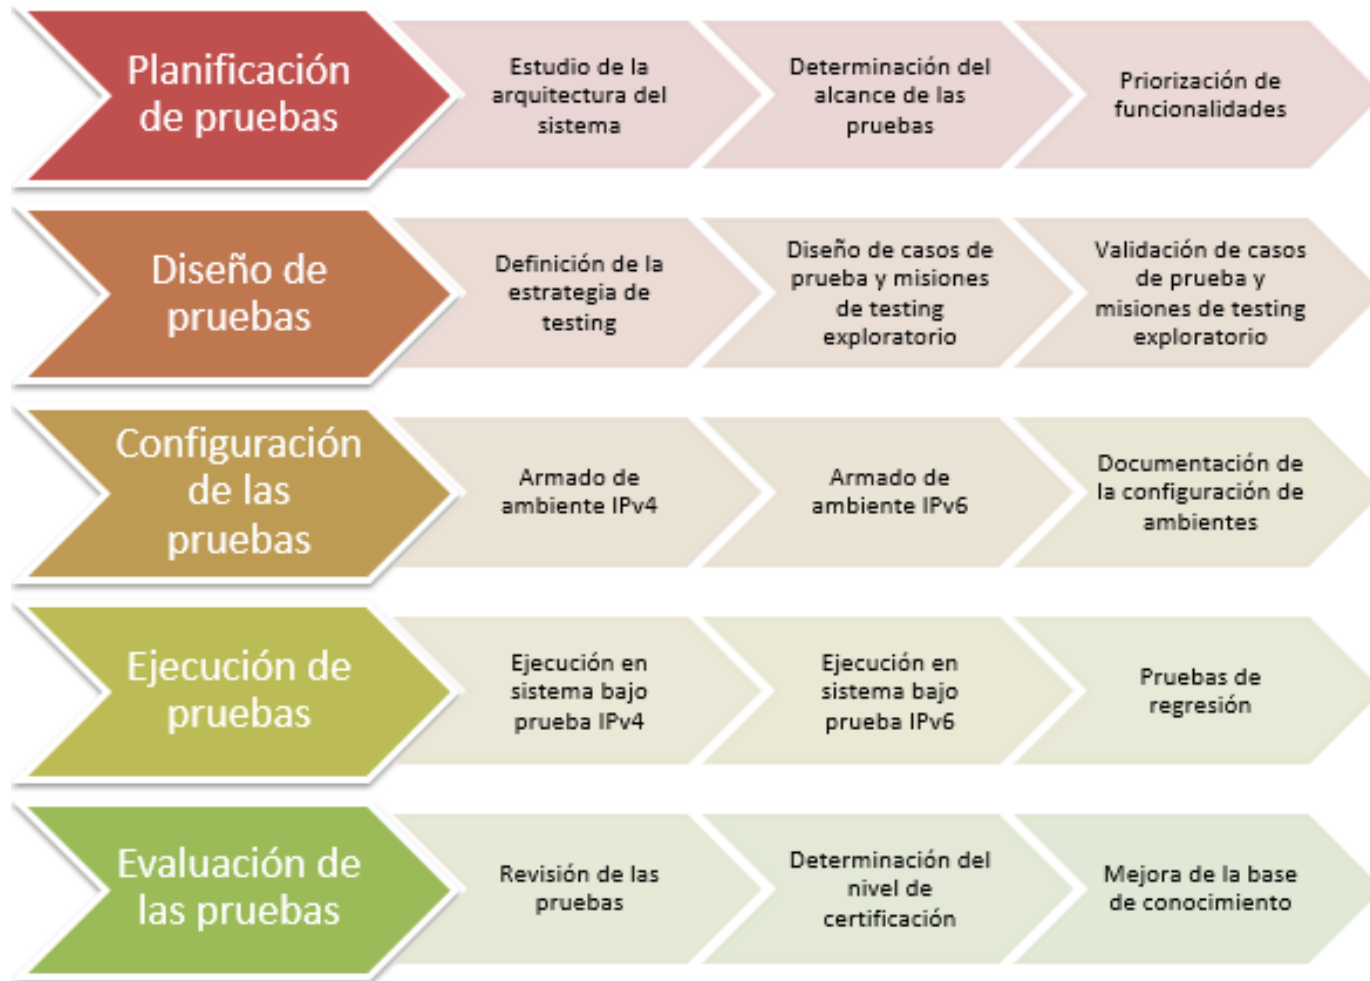 Planificación
de pruebas
Estudio de la
arquitectura del
sistema
Determinación del
alcance de las
pruebas
Priorización de
funcionalidades
Diseño de
pruebas
Definición de la
estrategia de
testing
Diseño de casos de
prueba y misiones
de testing
exploratorio
Validación de casos
de prueba y
misiones de testing
exploratorio
Configuración
de las
pruebas
Armado de
ambiente IPv4
Armado de
ambiente IPv6
Documentación de
la configuración de
ambientes
Ejecución de
pruebas
Ejecución en
sistema bajo
prueba IPv4
Ejecución en
sistema bajo
prueba IPv6
Pruebas de
regresión
Evaluación de
las pruebas
Revisión de las
pruebas
Determinación del
nivel de
certificación
Mejora de la base
de conocimiento